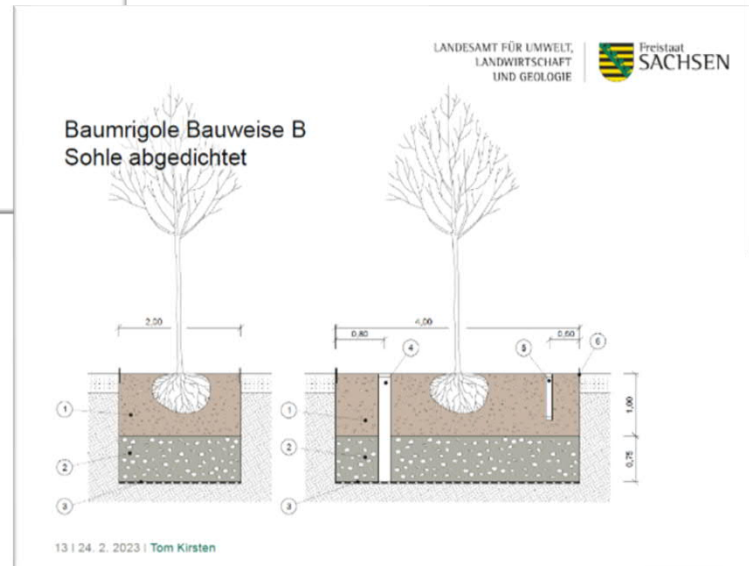 LANDESAMT FÜR UMWELT,
LANDWIRTSCHAFT
UND GEOLOGIE
Freistaat
SACHSEN
Baumrigole Bauweise B
Sohle abgedichtet
2,00
4,00
0,80
0,60
4
5
6
1
1
1,00
2
2
0,75
3
3
13 | 24. 2. 2023 | Tom Kirsten